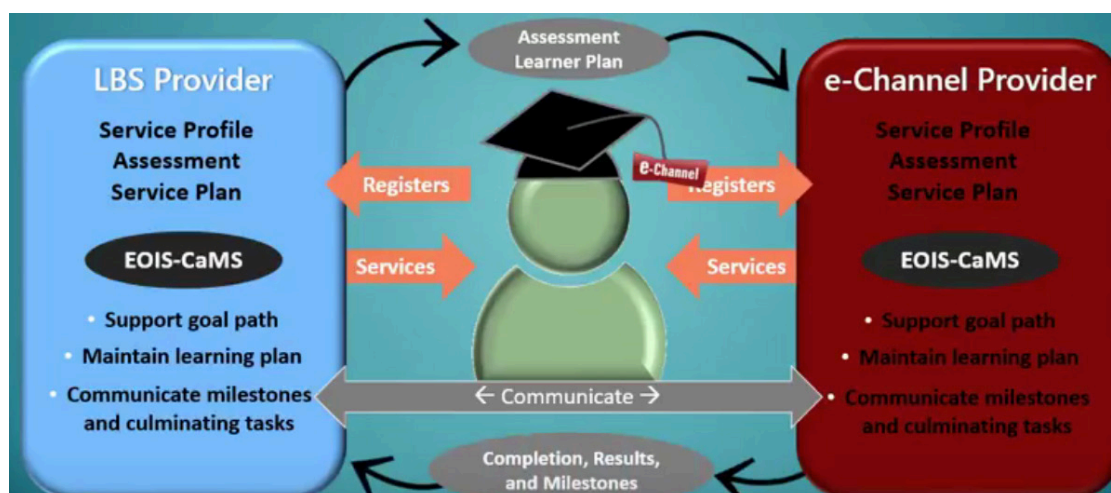 Assessment
Learner Plan
LBS Provider
Service Profile
Assessment
Service Plan
EOIS-CaMS
• Support goal path
• Maintain learning plan
• Communicate milestones
and culminating tasks
Registers
Services
e-Channel
Registers
Services
← Communicate →
e-Channel Provider
Service Profile
Assessment
Service Plan
EOIS-CaMS
• Support goal path
• Maintain learning plan
• Communicate milestones
and culminating tasks
Completion, Results,
and Milestones